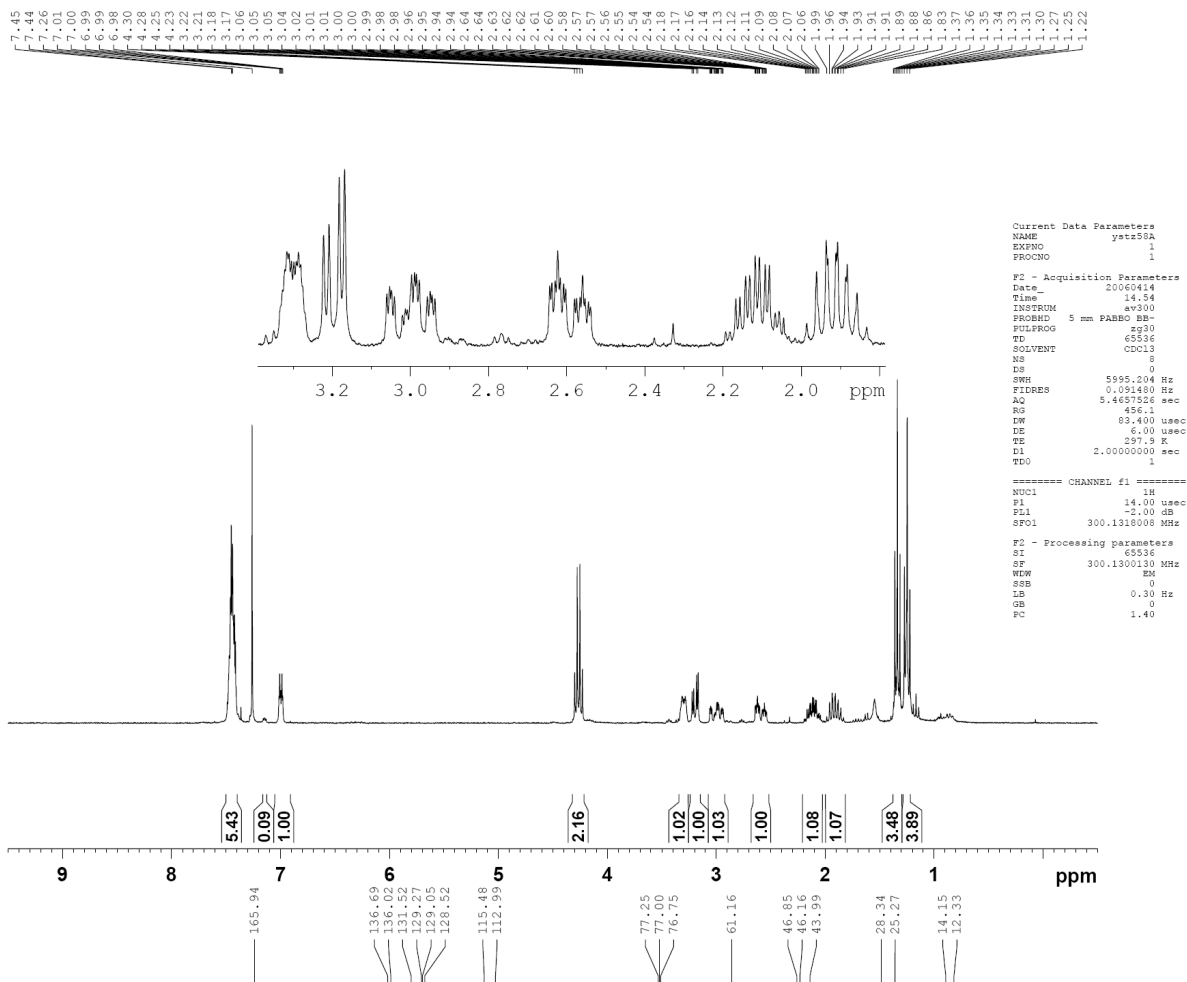 7.45 7.44 7.26 7.01 7.00 6.99 6.99 6.98 4.30 4.28 4.25 4.23 3.22 3.21 3.18 3.17 3.06 3.05 3.05 3.04 3.02 3.01 3.01 3.00 3.00 2.99 2.98 2.98 2.96 2.95 2.94 2.94 2.64 2.64 2.63 2.62 2.62 2.61 2.60 2.58 2.57 2.57 2.56 2.55 2.54 2.54 2.18 2.17 2.16 2.14 2.13 2.12 2.11 2.09 2.08 2.07 2.06 1.99 1.96 1.94 1.93 1.91 1.91 1.89 1.88 1.86 1.83 1.37 1.36 1.35 1.34 1.33 1.31 1.30 1.27 1.25 1.22
3.2 3.0 2.8 2.6 2.4 2.2 2.0 ppm
Current Data Parameters
NAME ystz58A
EXPNO 1
PROCNO 1
F2 - Acquisition Parameters
Date_ 20060414
Time 14.54
INSTRUM av300
PROBHD 5 mm PABBO BB-
PULPROG zg30
TD 65536
SOLVENT CDCl3
NS 8
DS 0
SWH 5995.204 Hz
FIDRES 0.091480 Hz
AQ 5.4657526 sec
RG 456.1
DW 83.400 usec
DE 6.00 usec
TE 297.9 K
D1 2.00000000 sec
TD0 1
======== CHANNEL f1 ========
NUC1 1H
P1 14.00 usec
PL1 -2.00 dB
SFO1 300.1318008 MHz
F2 - Processing parameters
SI 65536
SF 300.1300130 MHz
WDW EM
SSB 0
LB 0.30 Hz
GB 0
PC 1.40
5.43 0.09 1.00 2.16 1.02 1.00 1.03 1.00 1.08 1.07 3.48 3.89
9 8 7 6 5 4 3 2 1 ppm
165.94 136.69 136.02 131.52 129.27 129.05 128.52 115.48 112.99 77.25 77.00 76.75 61.16 46.85 46.16 43.99 28.34 25.27 14.15 12.33